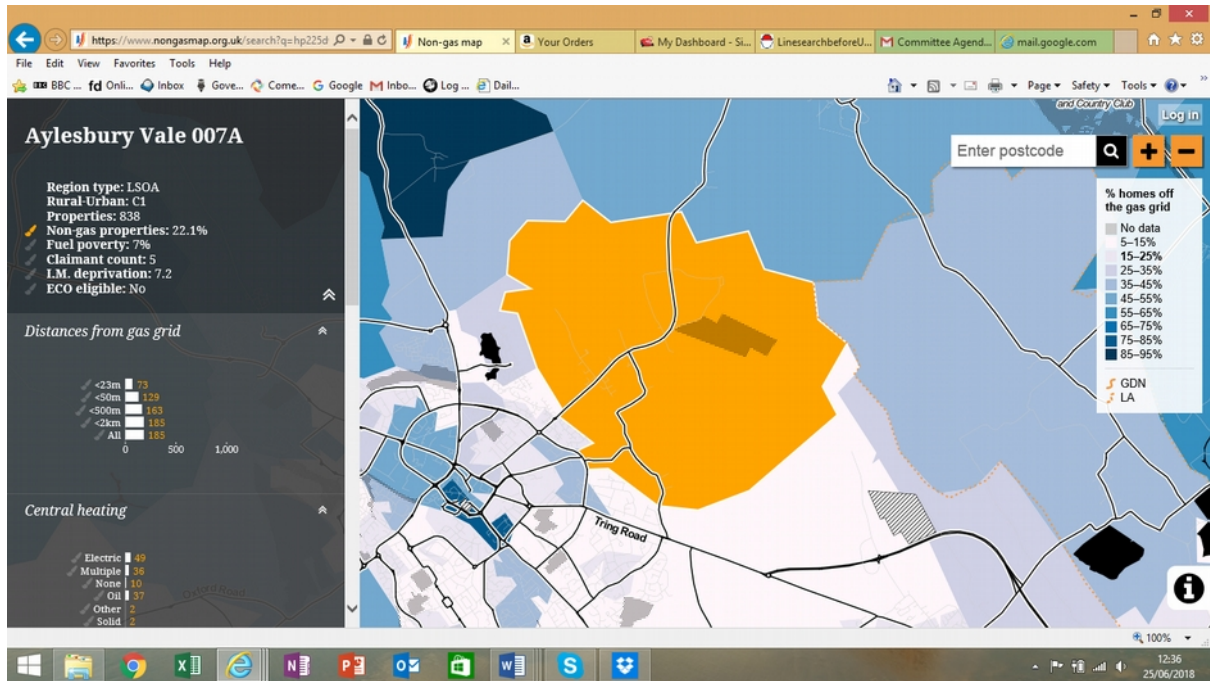 https://www.nongasmap.org.uk/search?q=hp225d
Non-gas map
Your Orders
My Dashboard - Si...
LinesearchbeforeU...
Committee Agend...
mail.google.com
File Edit View Favorites Tools Help
BBC ... fd Onli... Inbox Gove... Come... Google Inbo... Log ... Dail...
Page Safety Tools
and Country Club
Log in
Enter postcode
Aylesbury Vale 007A
Region type: LSOA
Rural-Urban: C1
Properties: 838
Non-gas properties: 22.1%
Fuel poverty: 7%
Claimant count: 5
I.M. deprivation: 7.2
ECO eligible: No
Distances from gas grid
<23m 73
<50m 129
<500m 163
<2km 185
All 185
0 500 1,000
Central heating
Electric 49
Multiple 36
None 10
Oil 37
Other 2
Solid 2
Oxford Road
Tring Road
% homes off
the gas grid
No data
5–15%
15–25%
25–35%
35–45%
45–55%
55–65%
65–75%
75–85%
85–95%
GDN
LA
100%
12:36
25/06/2018